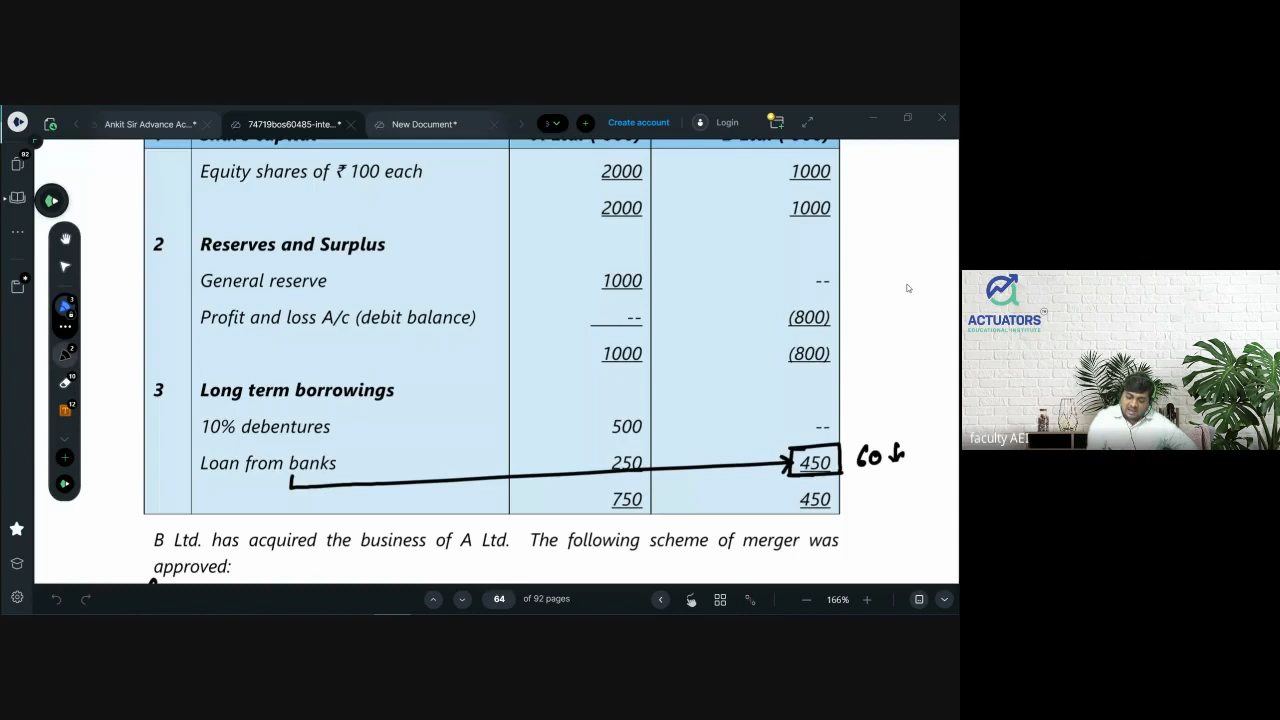 Ankit Sir Advance Ac...*
74719bos60485-inte...*
New Document*
3
Create account
Login
Equity shares of ₹ 100 each 2000 1000
2000 1000
2 Reserves and Surplus
General reserve 1000 --
Profit and loss A/c (debit balance) -- (800)
1000 (800)
3 Long term borrowings
10% debentures 500 --
Loan from banks 250 450
750 450
B Ltd. has acquired the business of A Ltd. The following scheme of merger was
approved:
64 of 92 pages
166%
ACTUATORS
EDUCATIONAL INSTITUTE
faculty AEI